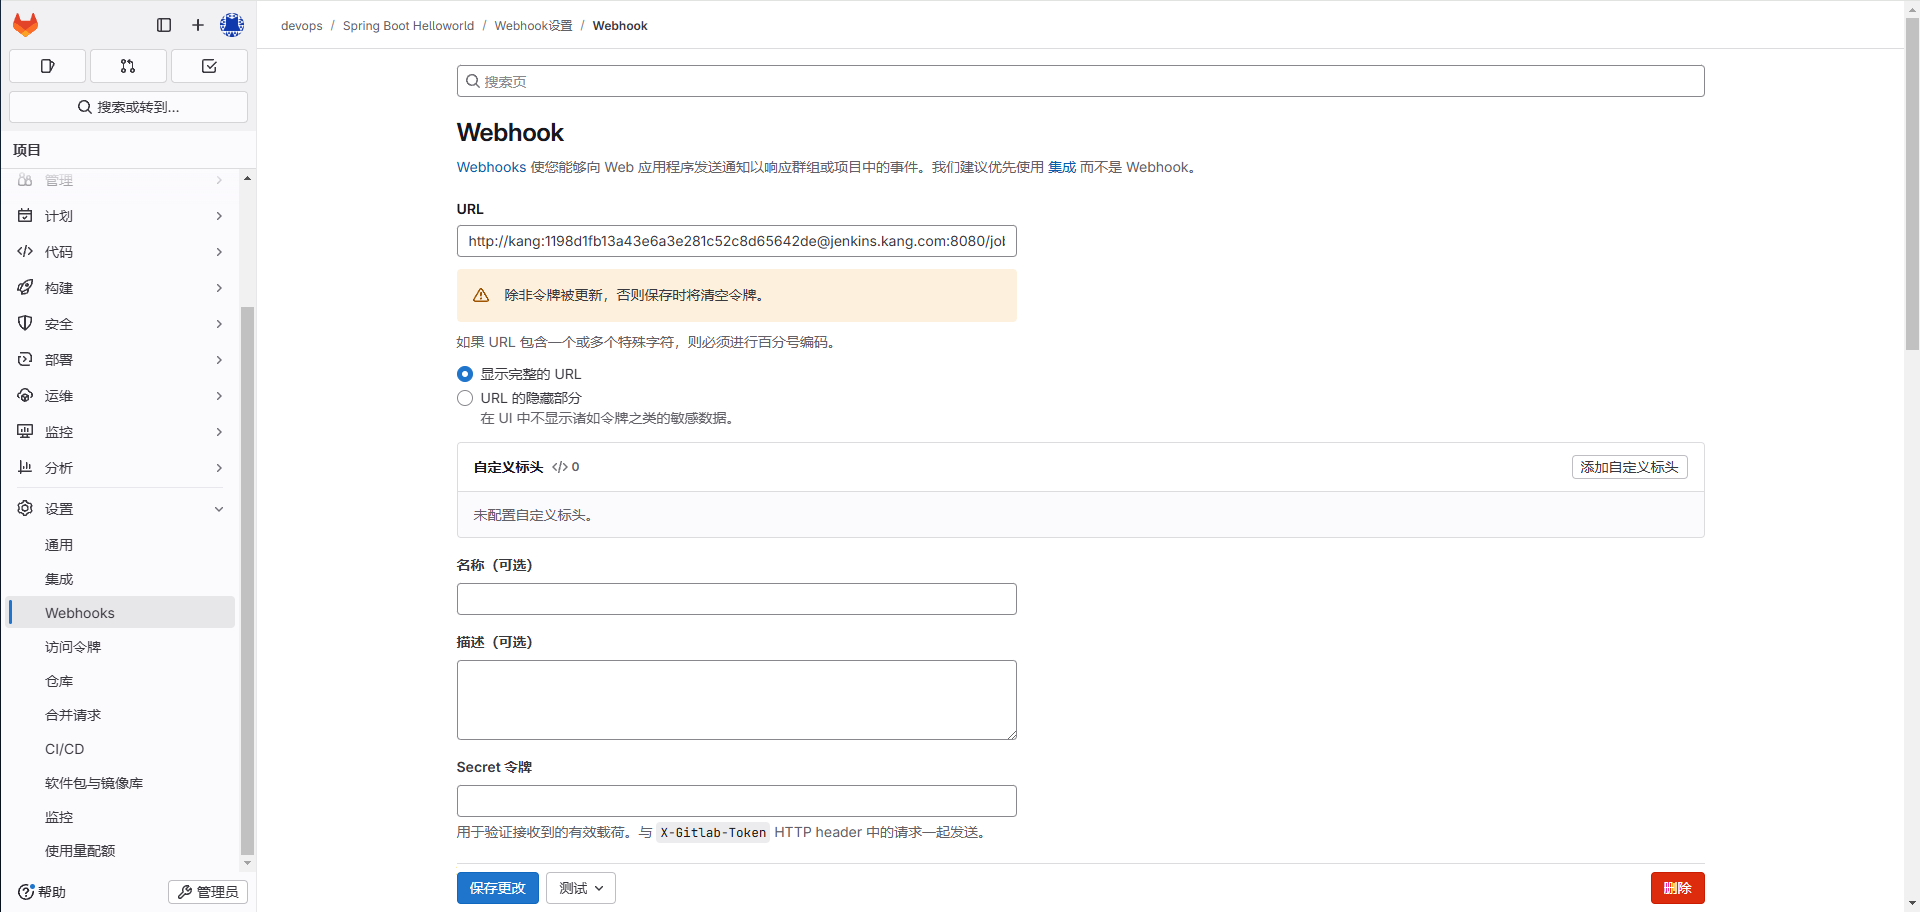 devops / Spring Boot Helloworld / Webhook设置 / Webhook
搜索或转到...
项目
管理
计划
代码
构建
安全
部署
运维
监控
分析
设置
通用
集成
Webhooks
访问令牌
仓库
合并请求
CI/CD
软件包与镜像库
监控
使用量配额
帮助
管理员
搜索页
Webhook
Webhooks 使您能够向 Web 应用程序发送通知以响应群组或项目中的事件。我们建议优先使用 集成 而不是 Webhook。
URL
http://kang:1198d1fb13a43e6a3e281c52c8d65642de@jenkins.kang.com:8080/jol
除非令牌被更新，否则保存时将清空令牌。
如果 URL 包含一个或多个特殊字符，则必须进行百分号编码。
显示完整的 URL
URL 的隐藏部分
在 UI 中不显示诸如令牌之类的敏感数据。
自定义标头 </> 0
添加自定义标头
未配置自定义标头。
名称（可选）
描述（可选）
Secret 令牌
用于验证接收到的有效载荷。与 X-Gitlab-Token HTTP header 中的请求一起发送。
保存更改
测试
删除